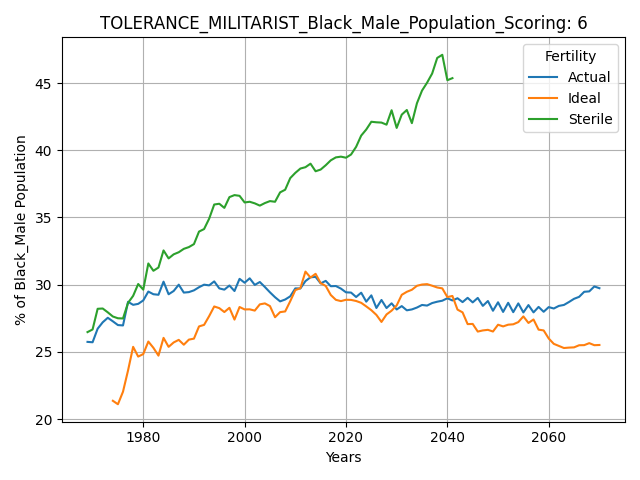 TOLERANCE_MILITARIST_Black_Male_Population_Scoring: 6
% of Black_Male Population
45
40
35
30
25
20
Fertility
Actual
Ideal
Sterile
1980
2000
2020
2040
2060
Years